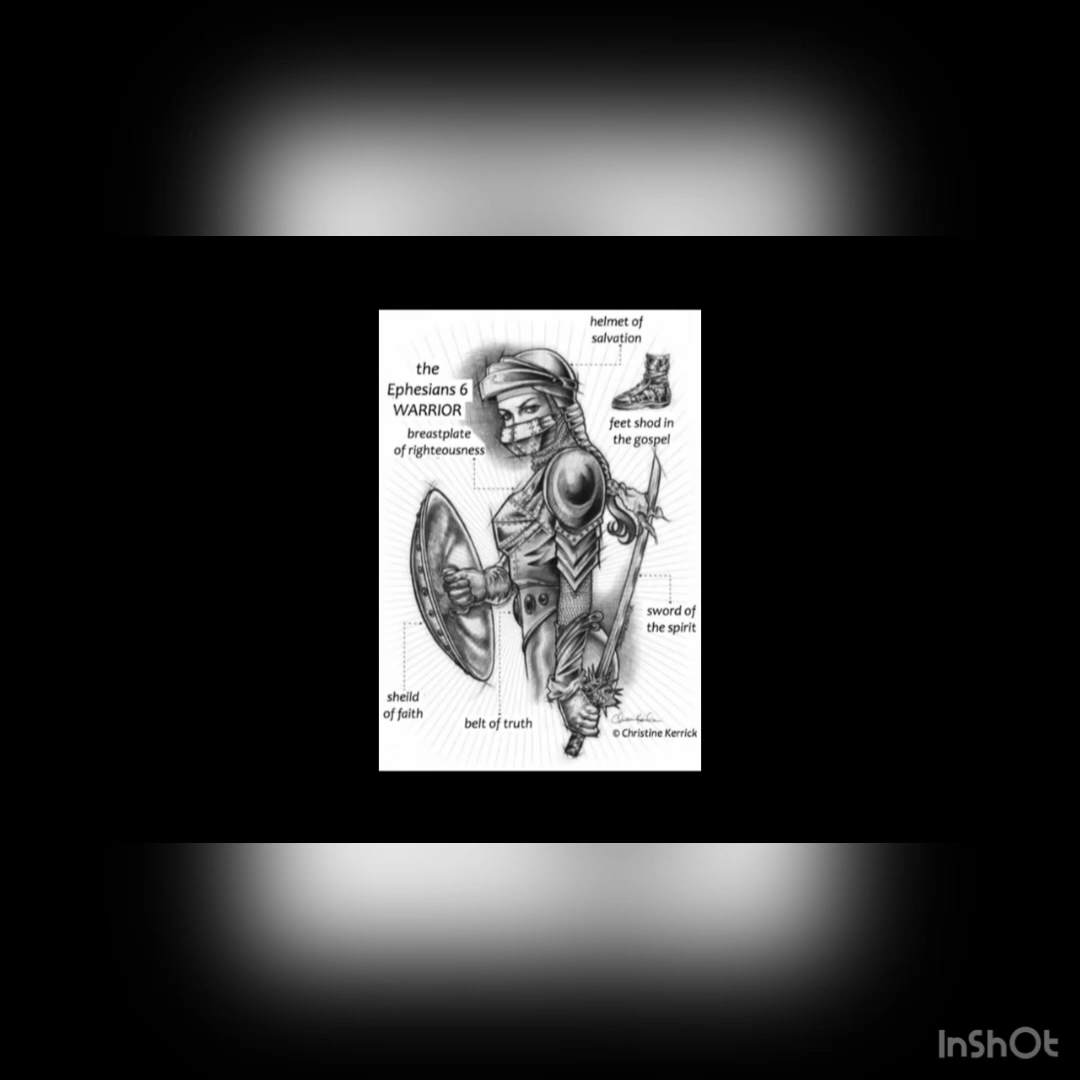 helmet of
salvation
the
Ephesians 6
WARRIOR
breastplate
of righteousness
feet shod in
the gospel
sword of
the spirit
sheild
of faith
belt of truth
© Christine Kerrick
InShOt